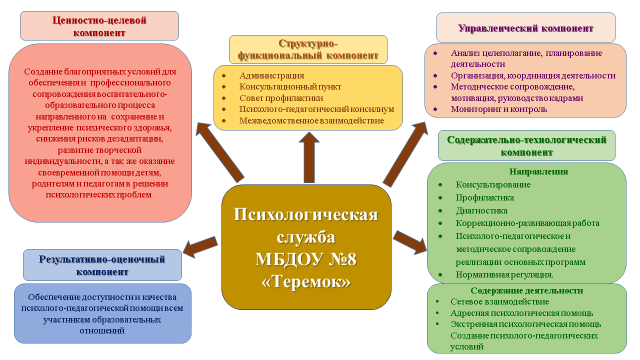 Ценностно-целевой
компонент
Создание благоприятных условий для
обеспечения и профессионального
сопровождения воспитательного-
образовательного процесса
направленного на сохранение и
укрепление психического здоровья,
снижения рисков дезадаптации,
развитие творческой
индивидуальности, а так же оказание
своевременной помощи детям,
родителям и педагогам в решении
психологических проблем
Структурно-
функциональный компонент
• Администрация
• Консультационный пункт
• Совет профилактики
• Психолого-педагогический консилиум
• Межведомственное взаимодействие
Управленческий компонент
• Анализ целеполагание, планирование
деятельности
• Организация, координация деятельности
• Методическое сопровождение,
мотивация, руководство кадрами
• Мониторинг и контроль
Содержательно-технологический
компонент
Направления
• Консультирование
• Профилактика
• Диагностика
• Коррекционно-развивающая работа
• Психолого-педагогическое и
методическое сопровождение
реализации основных программ
• Нормативная регуляция.
Содержание деятельности
• Сетевое взаимодействие
• Адресная психологическая помощь
• Экстренная психологическая помощь
Создание психолого-педагогических
условий
Психологическая
служба
МБДОУ №8
«Теремок»
Результативно-оценочный
компонент
Обеспечение доступности и качества
психолого-педагогической помощи всем
участникам образовательных
отношений